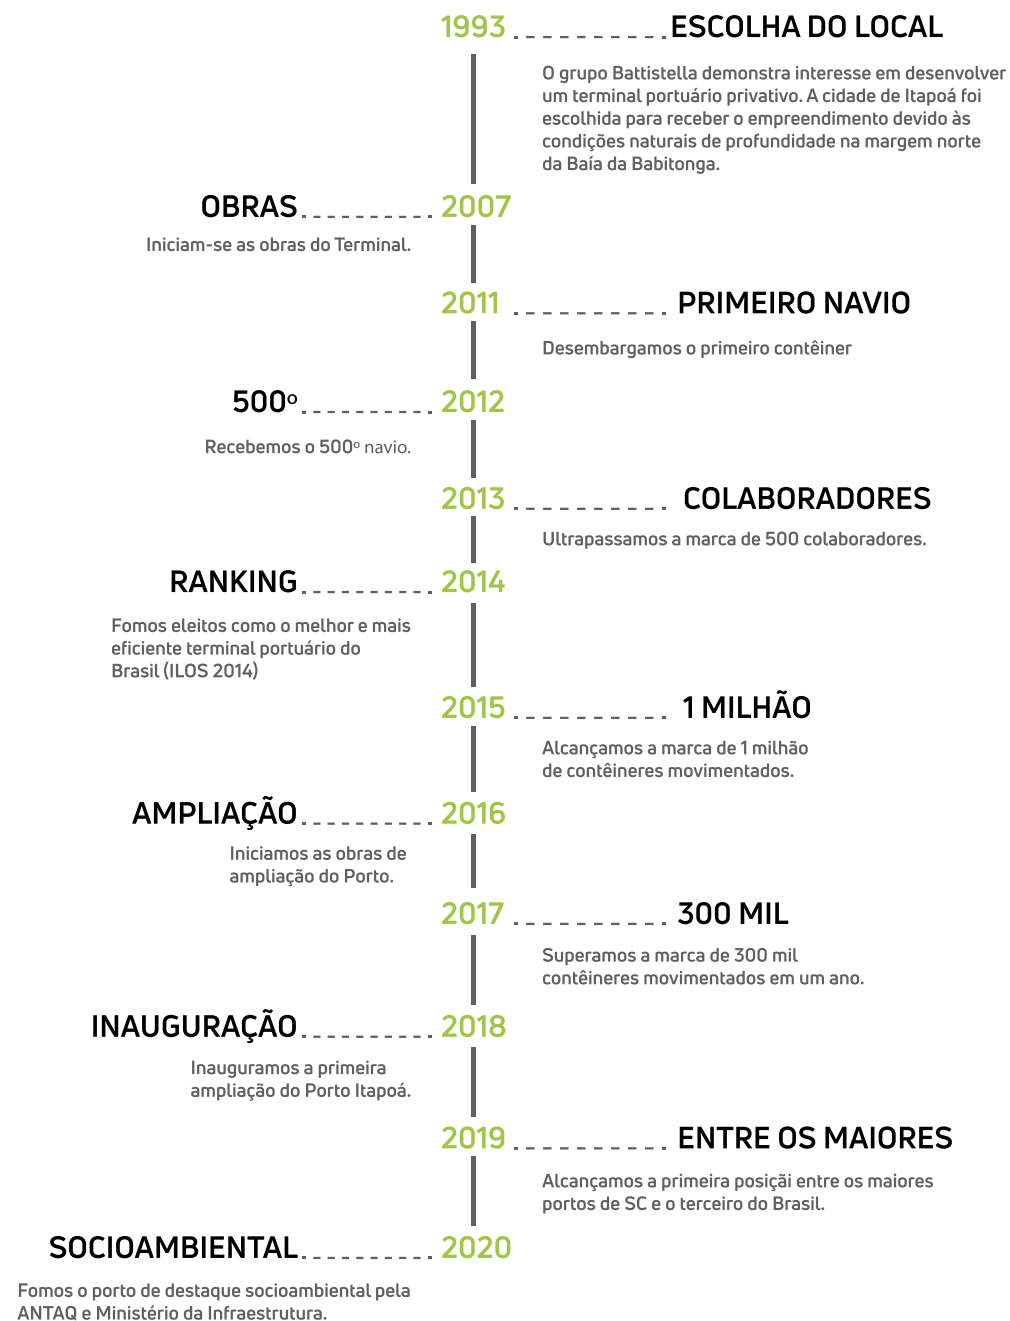 1993 ESCOLHA DO LOCAL
O grupo Battistella demonstra interesse em desenvolver
um terminal portuário privativo. A cidade de Itapoá foi
escolhida para receber o empreendimento devido às
condições naturais de profundidade na margem norte
da Baía da Babitonga.
OBRAS 2007
Iniciam-se as obras do Terminal.
2011 PRIMEIRO NAVIO
Desembargamos o primeiro contêiner
500º 2012
Recebemos o 500º navio.
2013 COLABORADORES
Ultrapassamos a marca de 500 colaboradores.
RANKING 2014
Fomos eleitos como o melhor e mais
eficiente terminal portuário do
Brasil (ILOS 2014)
2015 1 MILHÃO
Alcançamos a marca de 1 milhão
de contêineres movimentados.
AMPLIAÇÃO 2016
Iniciamos as obras de
ampliação do Porto.
2017 300 MIL
Superamos a marca de 300 mil
contêineres movimentados em um ano.
INAUGURAÇÃO 2018
Inauguramos a primeira
ampliação do Porto Itapoá.
2019 ENTRE OS MAIORES
Alcançamos a primeira posiçãi entre os maiores
portos de SC e o terceiro do Brasil.
SOCIOAMBIENTAL 2020
Fomos o porto de destaque socioambiental pela
ANTAQ e Ministério da Infraestrutura.